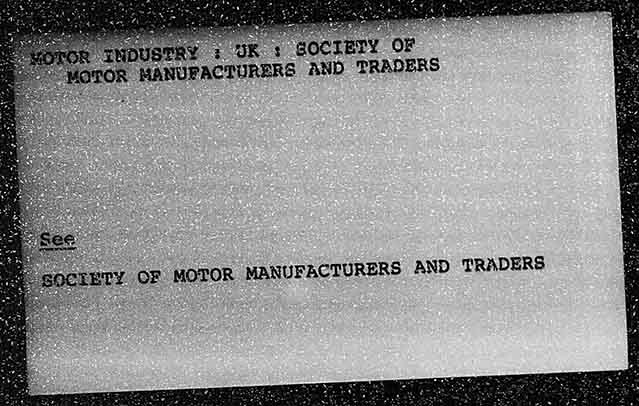 MOTOR INDUSTRY : UK : SOCIETY OF
MOTOR MANUFACTURERS AND TRADERS
See
SOCIETY OF MOTOR MANUFACTURERS AND TRADERS